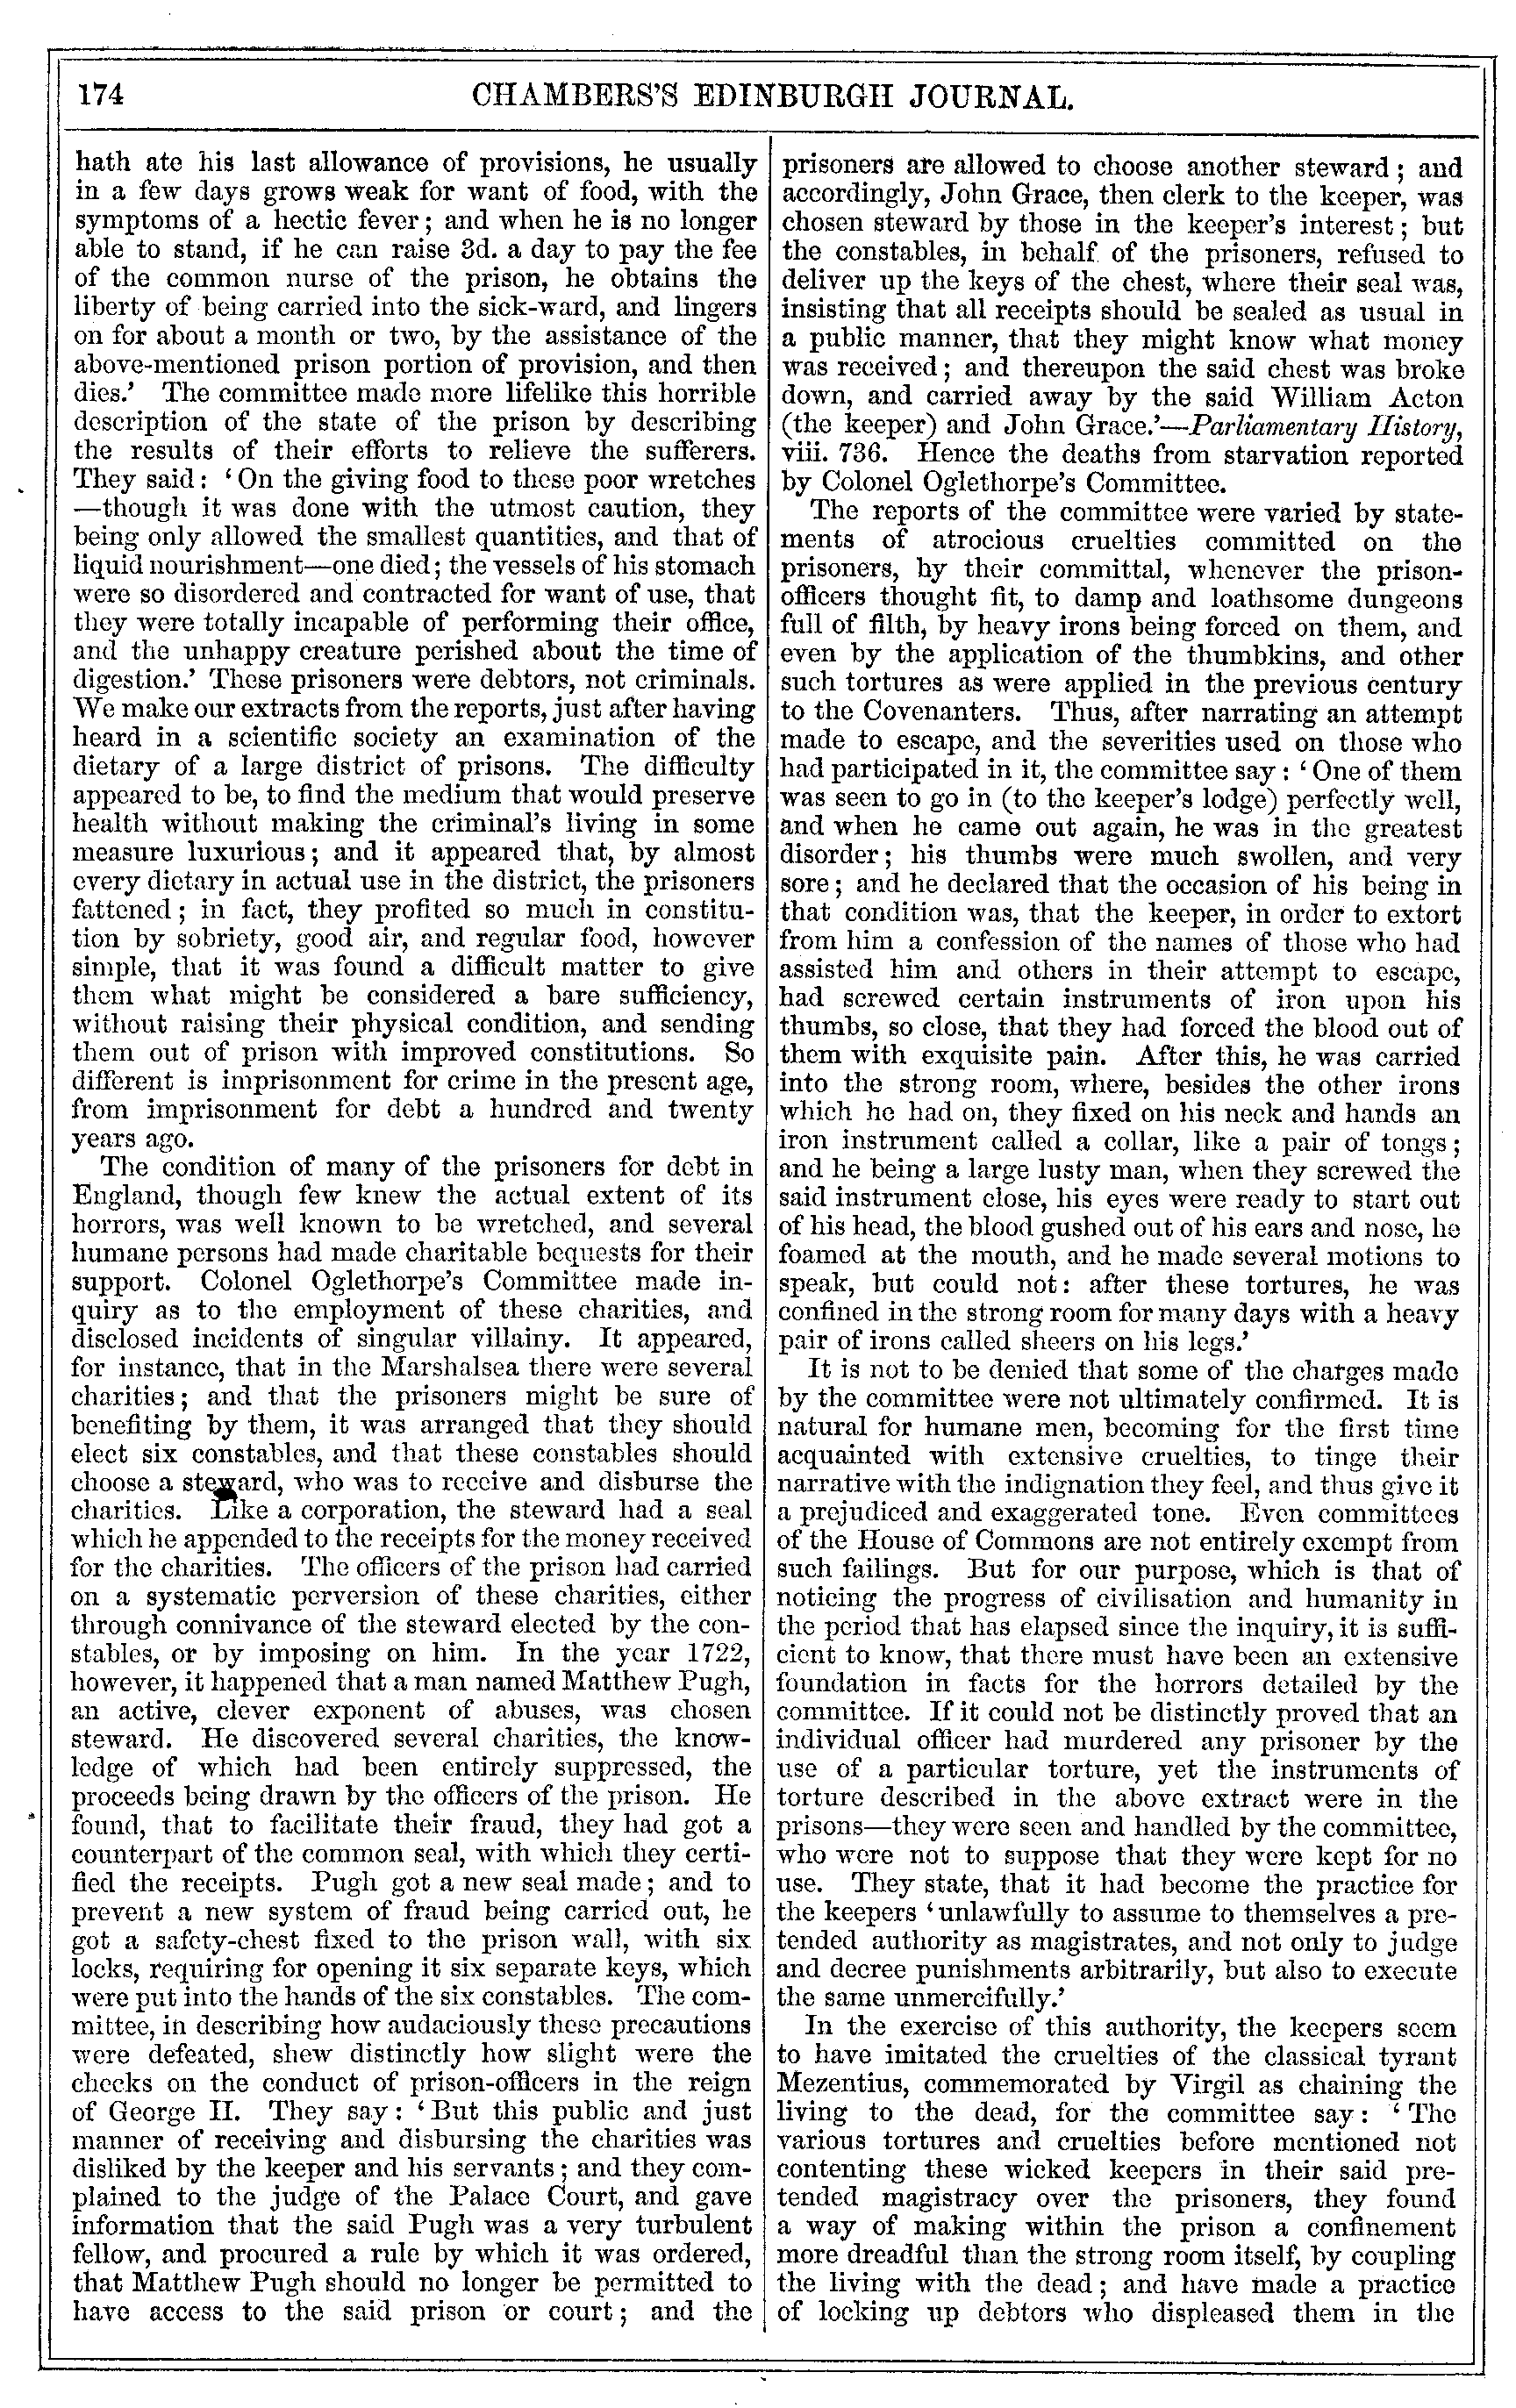 174
CHAMBERS'S EDINBURGH JOURNAL.
hath ate his last allowance of provisions, he usually
in a few days grows weak for want of food, with the
symptoms of a hectic fever; and when he is no longer
able to stand, if he can raise 3d. a day to pay the fee
of the common nurse of the prison, he obtains the
liberty of being carried into the sick-ward, and lingers
on for about a month or two, by the assistance of the
above-mentioned prison portion of provision, and then
dies.' The committee made more lifelike this horrible
description of the state of the prison by describing
the results of their efforts to relieve the sufferers.
They said: 'On the giving food to these poor wretches
—though it was done with the utmost caution, they
being only allowed the smallest quantities, and that of
liquid nourishment—one died; the vessels of his stomach
were so disordered and contracted for want of use, that
they were totally incapable of performing their office,
and the unhappy creature perished about the time of
digestion.' These prisoners were debtors, not criminals.
We make our extracts from the reports, just after having
heard in a scientific society an examination of the
dietary of a large district of prisons. The difficulty
appeared to be, to find the medium that would preserve
health without making the criminal's living in some
measure luxurious; and it appeared that, by almost
every dietary in actual use in the district, the prisoners
fattened; in fact, they profited so much in constitu-
tion by sobriety, good air, and regular food, however
simple, that it was found a difficult matter to give
them what might be considered a bare sufficiency,
without raising their physical condition, and sending
them out of prison with improved constitutions. So
different is imprisonment for crime in the present age,
from imprisonment for debt a hundred and twenty
years ago.
The condition of many of the prisoners for debt in
England, though few knew the actual extent of its
horrors, was well known to be wretched, and several
humane persons had made charitable bequests for their
support. Colonel Oglethorpe's Committee made in-
quiry as to the employment of these charities, and
disclosed incidents of singular villainy. It appeared,
for instance, that in the Marshalsea there were several
charities; and that the prisoners might be sure of
benefiting by them, it was arranged that they should
elect six constables, and that these constables should
choose a steward, who was to receive and disburse the
charities. Like a corporation, the steward had a seal
which he appended to the receipts for the money received
for the charities. The officers of the prison had carried
on a systematic perversion of these charities, either
through connivance of the steward elected by the con-
stables, or by imposing on him. In the year 1722,
however, it happened that a man named Matthew Pugh,
an active, clever exponent of abuses, was chosen
steward. He discovered several charities, the know-
ledge of which had been entirely suppressed, the
proceeds being drawn by the officers of the prison. He
found, that to facilitate their fraud, they had got a
counterpart of the common seal, with which they certi-
fied the receipts. Pugh got a new seal made; and to
prevent a new system of fraud being carried out, he
got a safety-chest fixed to the prison wall, with six
locks, requiring for opening it six separate keys, which
were put into the hands of the six constables. The com-
mittee, in describing how audaciously these precautions
were defeated, shew distinctly how slight were the
checks on the conduct of prison-officers in the reign
of George II. They say: 'But this public and just
manner of receiving and disbursing the charities was
disliked by the keeper and his servants; and they com-
plained to the judge of the Palace Court, and gave
information that the said Pugh was a very turbulent
fellow, and procured a rule by which it was ordered,
that Matthew Pugh should no longer be permitted to
have access to the said prison or court; and the
prisoners are allowed to choose another steward; and
accordingly, John Grace, then clerk to the keeper, was
chosen steward by those in the keeper's interest; but
the constables, in behalf of the prisoners, refused to
deliver up the keys of the chest, where their seal was,
insisting that all receipts should be sealed as usual in
a public manner, that they might know what money
was received; and thereupon the said chest was broke
down, and carried away by the said William Acton
(the keeper) and John Grace.'—Parliamentary History,
viii. 736. Hence the deaths from starvation reported
by Colonel Oglethorpe's Committee.
The reports of the committee were varied by state-
ments of atrocious cruelties committed on the
prisoners, by their committal, whenever the prison-
officers thought fit, to damp and loathsome dungeons
full of filth, by heavy irons being forced on them, and
even by the application of the thumbkins, and other
such tortures as were applied in the previous century
to the Covenanters. Thus, after narrating an attempt
made to escape, and the severities used on those who
had participated in it, the committee say: 'One of them
was seen to go in (to the keeper's lodge) perfectly well,
and when he came out again, he was in the greatest
disorder; his thumbs were much swollen, and very
sore; and he declared that the occasion of his being in
that condition was, that the keeper, in order to extort
from him a confession of the names of those who had
assisted him and others in their attempt to escape,
had screwed certain instruments of iron upon his
thumbs, so close, that they had forced the blood out of
them with exquisite pain. After this, he was carried
into the strong room, where, besides the other irons
which he had on, they fixed on his neck and hands an
iron instrument called a collar, like a pair of tongs;
and he being a large lusty man, when they screwed the
said instrument close, his eyes were ready to start out
of his head, the blood gushed out of his ears and nose, he
foamed at the mouth, and he made several motions to
speak, but could not: after these tortures, he was
confined in the strong room for many days with a heavy
pair of irons called sheers on his legs.'
It is not to be denied that some of the charges made
by the committee were not ultimately confirmed. It is
natural for humane men, becoming for the first time
acquainted with extensive cruelties, to tinge their
narrative with the indignation they feel, and thus give it
a prejudiced and exaggerated tone. Even committees
of the House of Commons are not entirely exempt from
such failings. But for our purpose, which is that of
noticing the progress of civilisation and humanity in
the period that has elapsed since the inquiry, it is suffi-
cient to know, that there must have been an extensive
foundation in facts for the horrors detailed by the
committee. If it could not be distinctly proved that an
individual officer had murdered any prisoner by the
use of a particular torture, yet the instruments of
torture described in the above extract were in the
prisons—they were seen and handled by the committee,
who were not to suppose that they were kept for no
use. They state, that it had become the practice for
the keepers 'unlawfully to assume to themselves a pre-
tended authority as magistrates, and not only to judge
and decree punishments arbitrarily, but also to execute
the same unmercifully.'
In the exercise of this authority, the keepers seem
to have imitated the cruelties of the classical tyrant
Mezentius, commemorated by Virgil as chaining the
living to the dead, for the committee say: 'The
various tortures and cruelties before mentioned not
contenting these wicked keepers in their said pre-
tended magistracy over the prisoners, they found
a way of making within the prison a confinement
more dreadful than the strong room itself, by coupling
the living with the dead; and have made a practice
of locking up debtors who displeased them in the